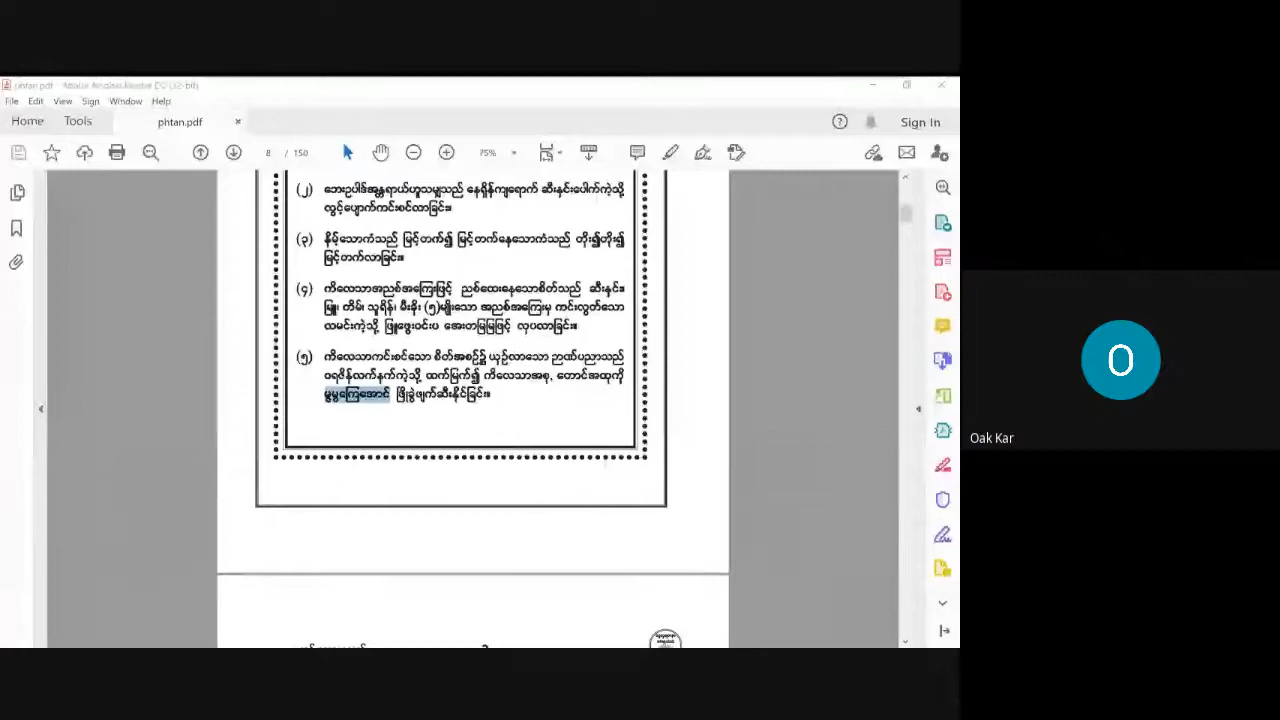 phtan.pdf - Adobe Acrobat Reader DC (32-bit)
File Edit View Sign Window Help
Home Tools phtan.pdf × Sign In
8 / 150 75%
(၂) ဘေးဥပါဒ်အန္တရာယ်ဟူသမျှသည် နေရှိန်ကျရောက် ဆီးနှင်းပေါက်ကဲ့သို့
လွင့်ပျောက်ကင်းစင်လာခြင်း။
(၃) နိမ့်သောကံသည် မြင့်တက်၍ မြင့်တက်နေသောကံသည် တိုး၍တိုး၍
မြင့်တက်လာခြင်း။
(၄) ကိလေသာအညစ်အကြေးဖြင့် ညစ်ထေးနေသောစိတ်သည် ဆီးနှင်း၊
မြူ၊ တိမ်၊ သူရိန်၊ မီးခိုး (၅)မျိုးသော အညစ်အကြေးမှ ကင်းလွတ်သော
လမင်းကဲ့သို့ ဖြူဖွေးဝင်းပ အေးတမြမြဖြင့် လှပလာခြင်း။
(၅) ကိလေသာကင်းစင်သော စိတ်အစဉ်၌ ယှဉ်လာသော ဉာဏ်ပညာသည်
ဝရဇိန်လက်နက်ကဲ့သို့ ထက်မြက်၍ ကိလေသာအစု, တောင်အထုကို
မွမွကြေအောင် ဖြိုခွဲဖျက်ဆီးနိုင်ခြင်း။
O
Oak Kar